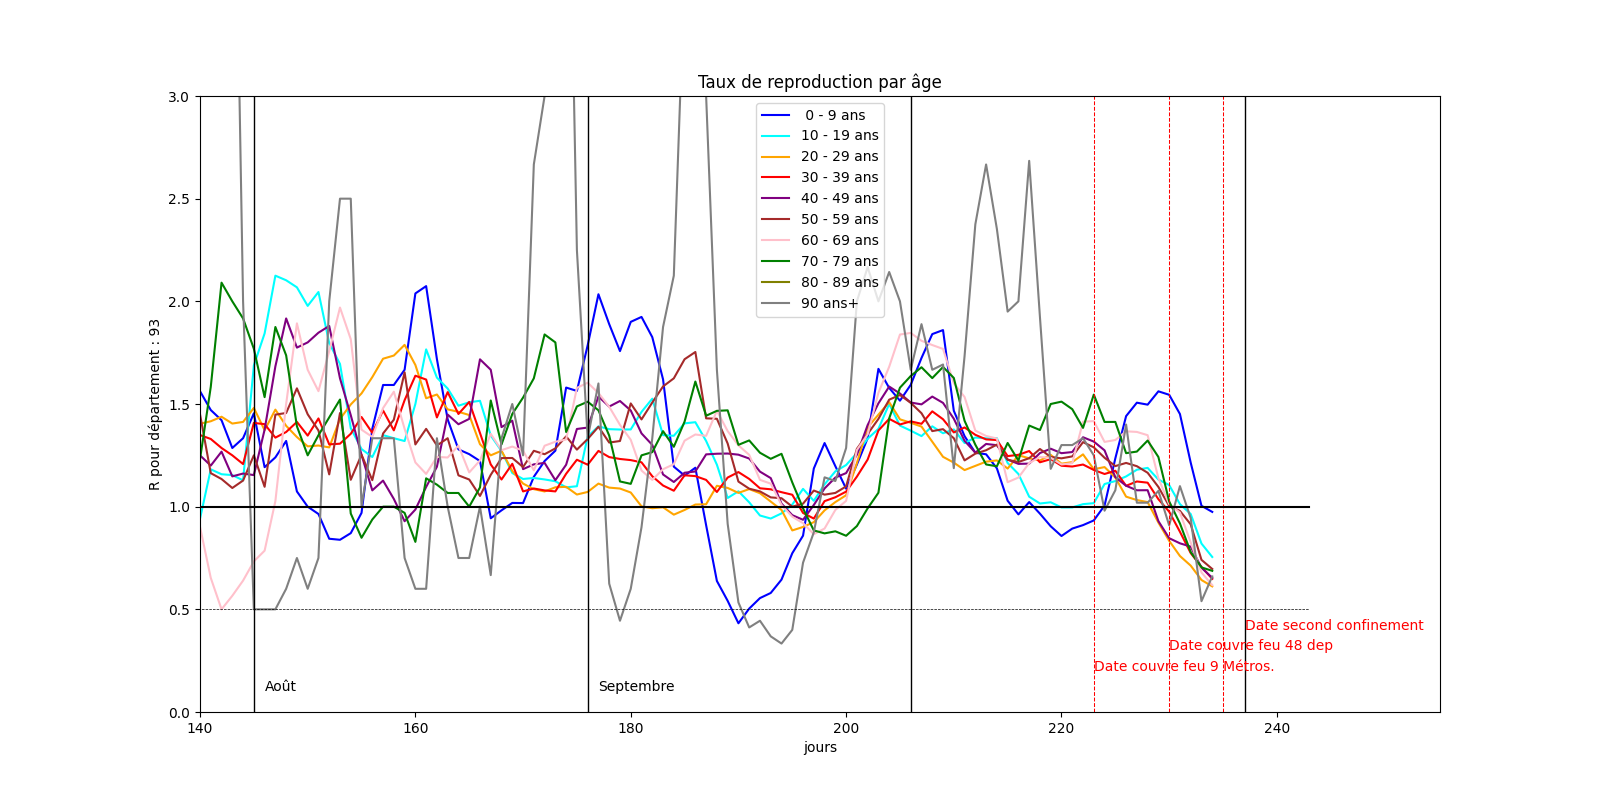 Taux de reproduction par âge
3.0
2.5
2.0
1.5
1.0
0.5
0.0
R pour département : 93
0 - 9 ans
10 - 19 ans
20 - 29 ans
30 - 39 ans
40 - 49 ans
50 - 59 ans
60 - 69 ans
70 - 79 ans
80 - 89 ans
90 ans+
Date second confinement
Date couvre feu 48 dep
Date couvre feu 9 Métros.
Août
Septembre
140
160
180
200
220
240
jours